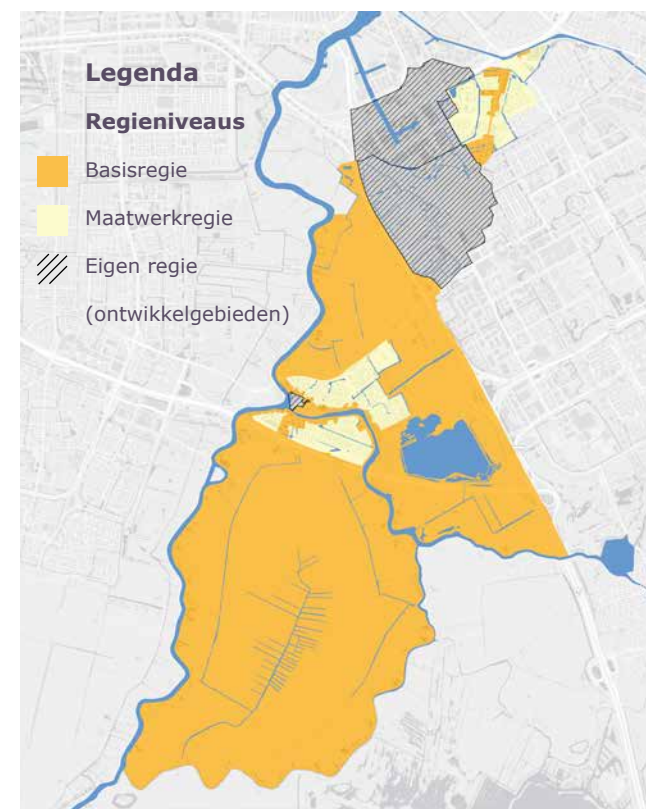 Legenda
Regieniveaus
Basisregie
Maatwerkregie
Eigen regie
(ontwikkelgebieden)